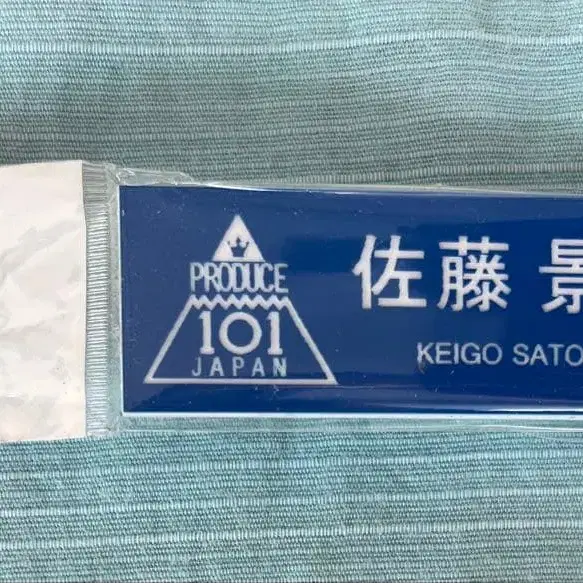 PRODUCE
101
JAPAN
佐藤 景
KEIGO SATO